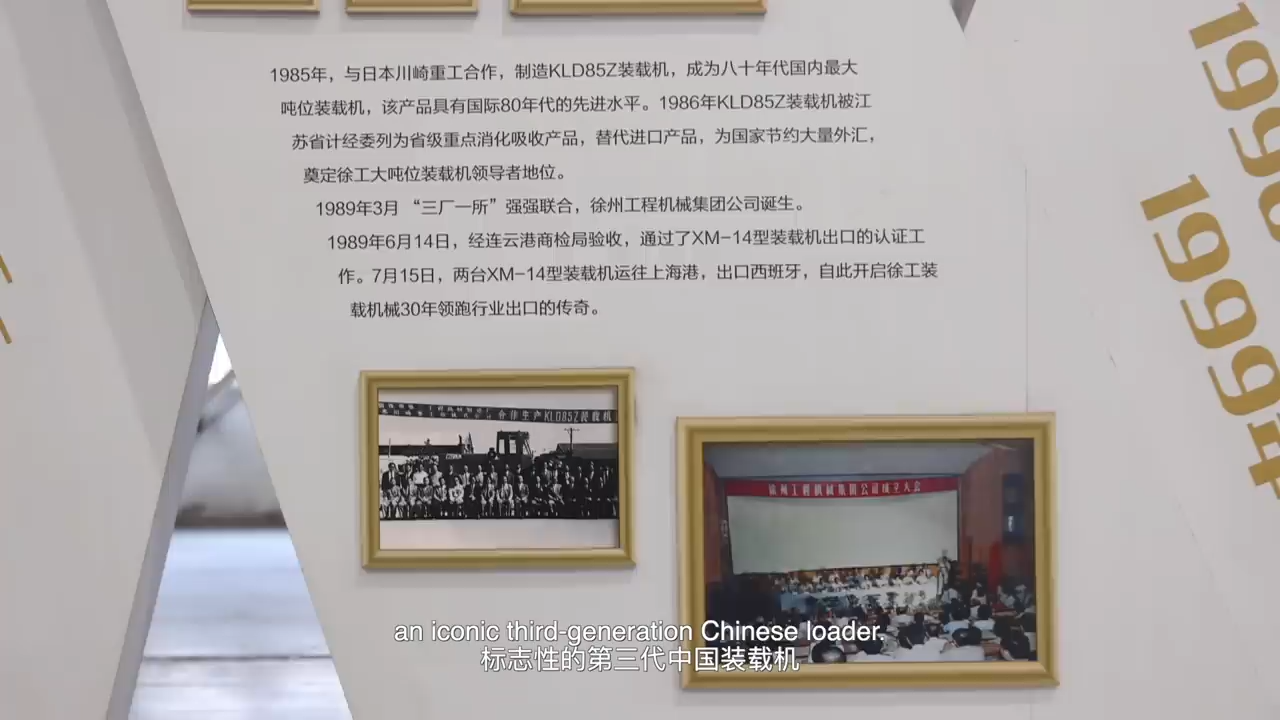 1985年，与日本川崎重工合作，制造KLD85Z装载机，成为八十年代国内最大
吨位装载机，该产品具有国际80年代的先进水平。1986年KLD85Z装载机被江
苏省计经委列为省级重点消化吸收产品，替代进口产品，为国家节约大量外汇，
奠定徐工大吨位装载机领导者地位。
1989年3月 “三厂一所”强强联合，徐州工程机械集团公司诞生。
1989年6月14日，经连云港商检局验收，通过了XM-14型装载机出口的认证工
作。7月15日，两台XM-14型装载机运往上海港，出口西班牙，自此开启徐工装
载机械30年领跑行业出口的传奇。
1990
1994
合作生产KLD85Z装载机
徐州工程机械集团公司成立大会
an iconic third-generation Chinese loader.
标志性的第三代中国装载机